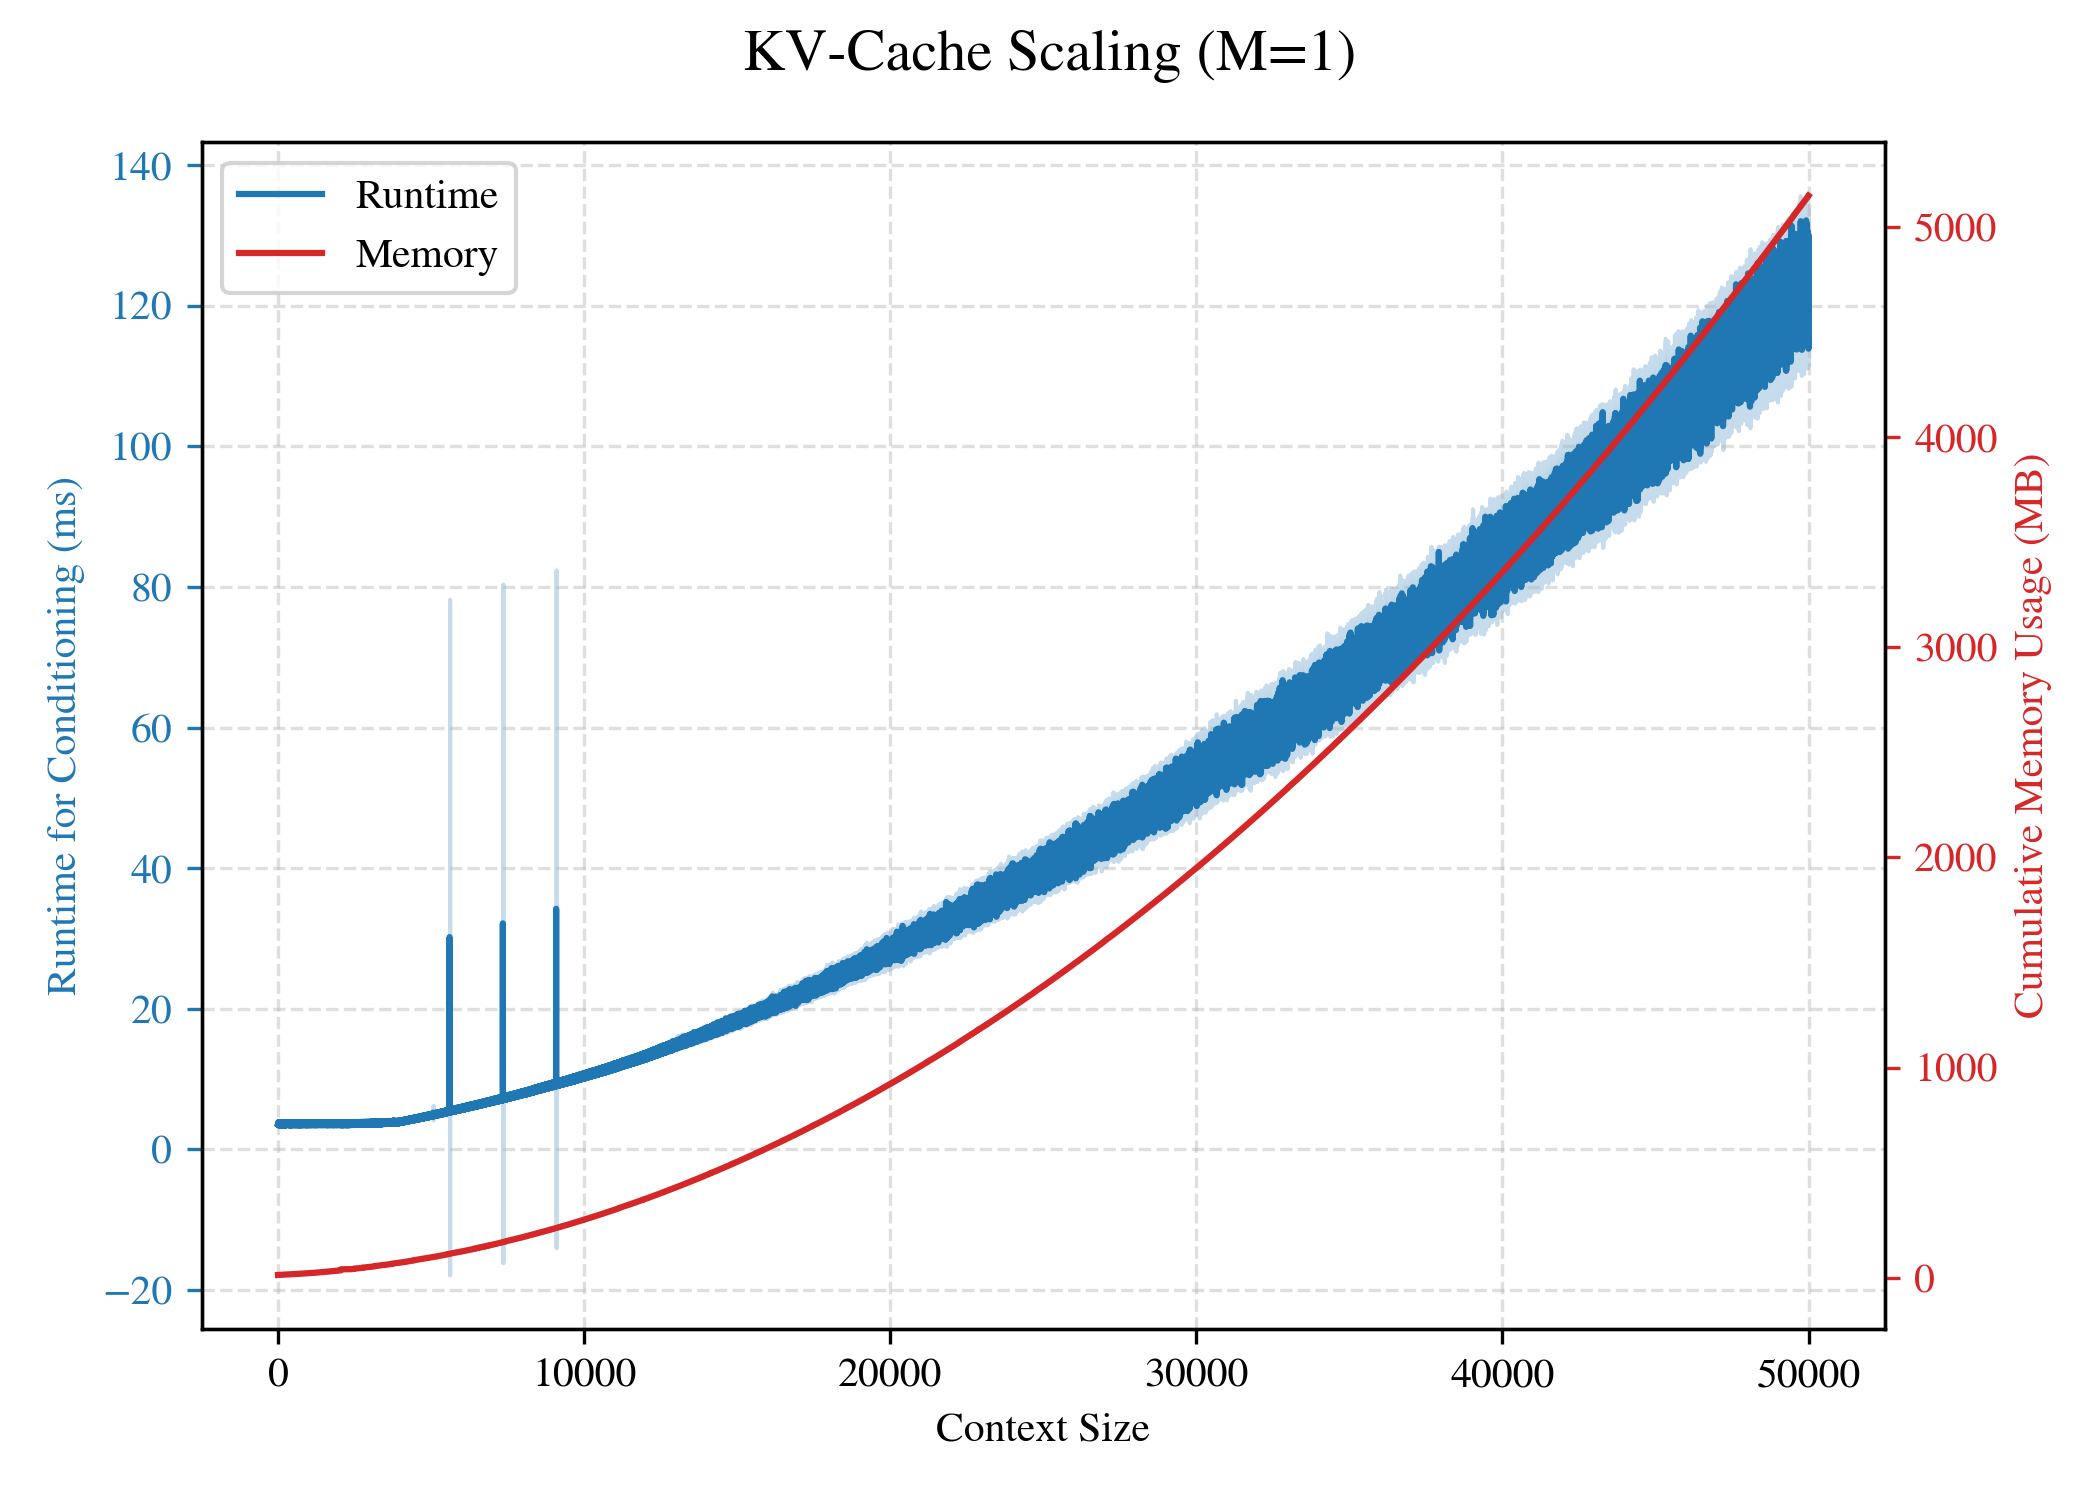 KV-Cache Scaling (M=1)
Runtime
Memory
Runtime for Conditioning (ms)
140
120
100
80
60
40
20
0
−20
Cumulative Memory Usage (MB)
5000
4000
3000
2000
1000
0
0 10000 20000 30000 40000 50000
Context Size